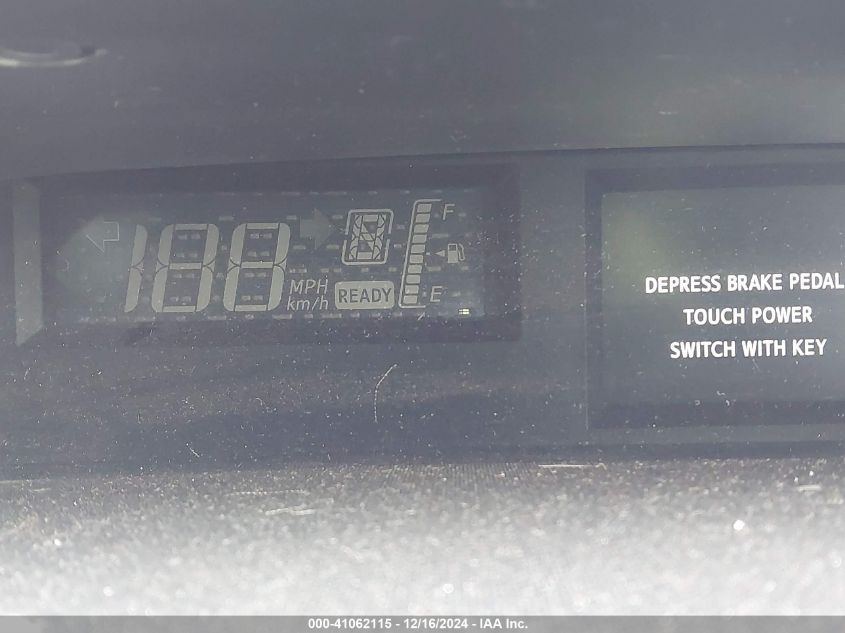 188
MPH
km/h
READY
F
E
DEPRESS BRAKE PEDAL
TOUCH POWER
SWITCH WITH KEY
000-41062115 - 12/16/2024 - IAA Inc.